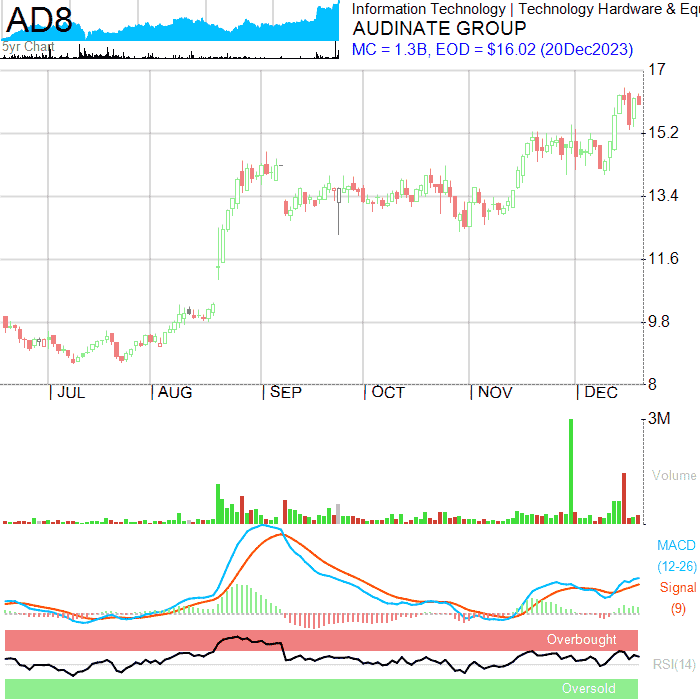 AD8
5yr Chart
Information Technology | Technology Hardware & Equ
AUDINATE GROUP
MC = 1.3B, EOD = $16.02 (20Dec2023)
17
15.2
13.4
11.6
9.8
8
JUL AUG SEP OCT NOV DEC
3M
Volume
MACD
(12-26)
Signal
(9)
Overbought
RSI(14)
Oversold